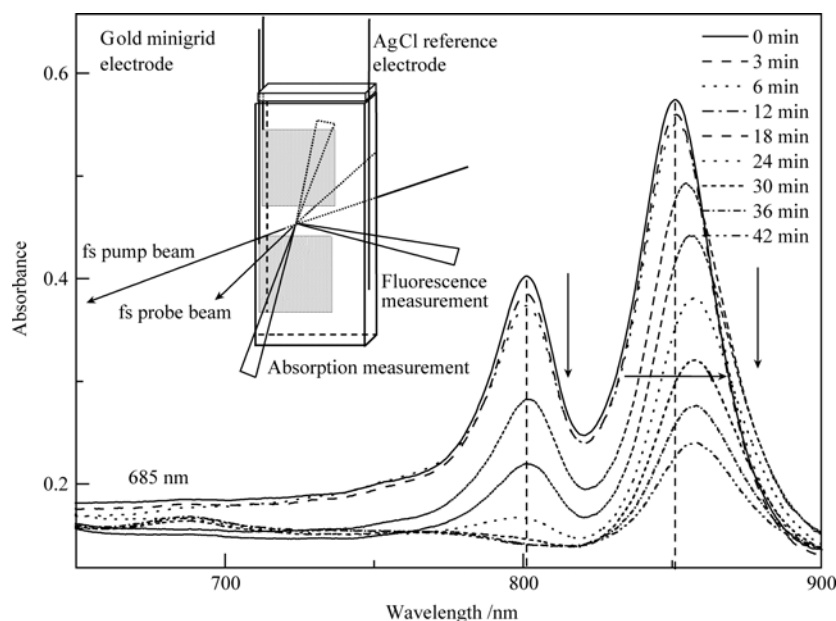 Gold minigrid
electrode
AgCl reference
electrode
fs pump beam
fs probe beam
Fluorescence
measurement
Absorption measurement
0 min
3 min
6 min
12 min
18 min
24 min
30 min
36 min
42 min
685 nm
Absorbance
0.6
0.4
0.2
700
800
900
Wavelength /nm